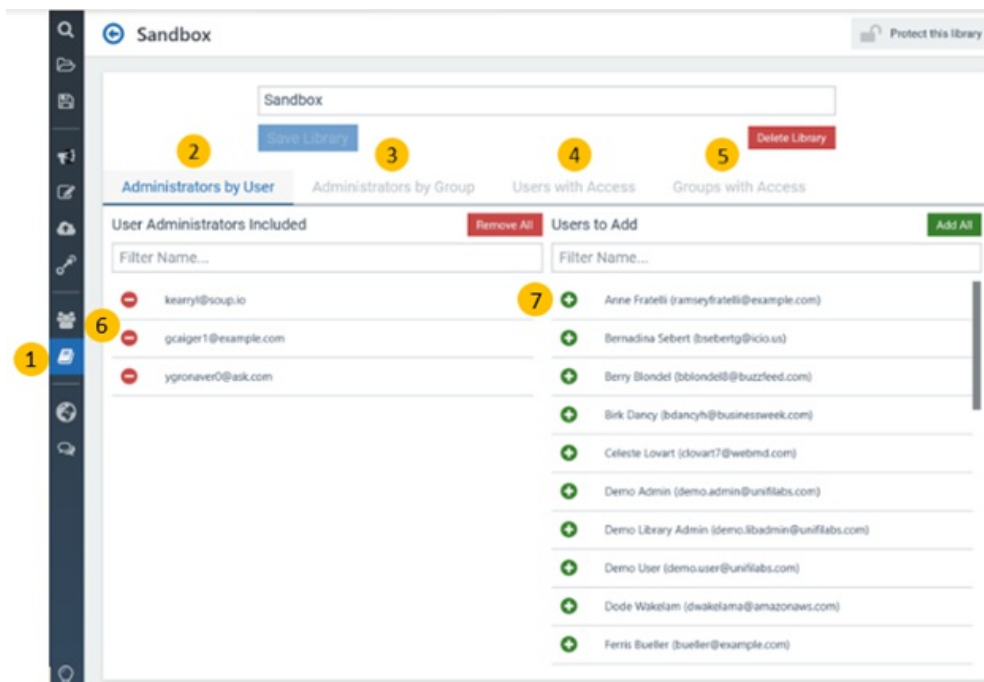 Sandbox
Protect this library
Sandbox
Save Library
Delete Library
2
3
4
5
Administrators by User
Administrators by Group
Users with Access
Groups with Access
User Administrators Included
Remove All
Users to Add
Add All
Filter Name...
Filter Name...
kearryl@soup.io
7
Anne Fratelli (ramseyfratelli@example.com)
6
gcaiger1@example.com
Bernadina Sebert (bsebertg@icio.us)
1
ygronaver0@ask.com
Berry Blondel (bblondel8@buzzfeed.com)
Birk Dancy (bdancyh@businessweek.com)
Celeste Lovart (clovart7@webmd.com)
Demo Admin (demo.admin@unifilabs.com)
Demo Library Admin (demo.libadmin@unifilabs.com)
Demo User (demo.user@unifilabs.com)
Dode Wakelam (dwakelama@amazonaws.com)
Ferris Bueller (bueller@example.com)